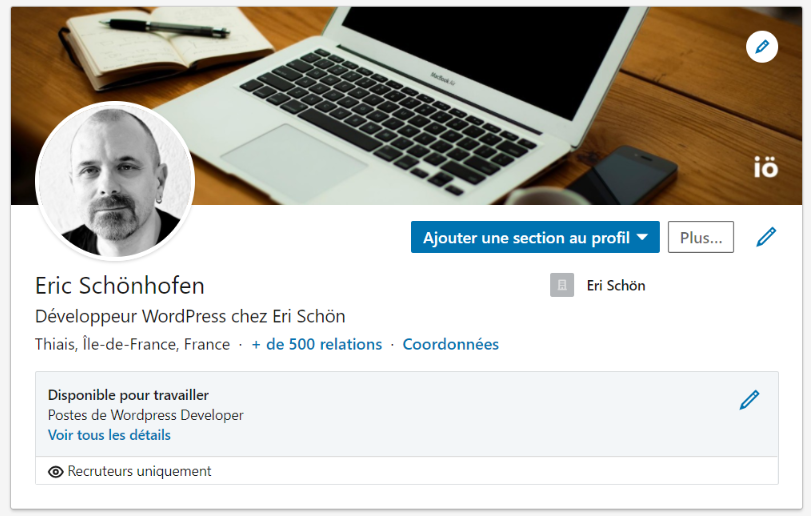 MacBook Air
iö
Ajouter une section au profil
Plus...
Eric Schönhofen
Eri Schön
Développeur WordPress chez Eri Schön
Thiais, Île-de-France, France · + de 500 relations · Coordonnées
Disponible pour travailler
Postes de Wordpress Developer
Voir tous les détails
Recruteurs uniquement